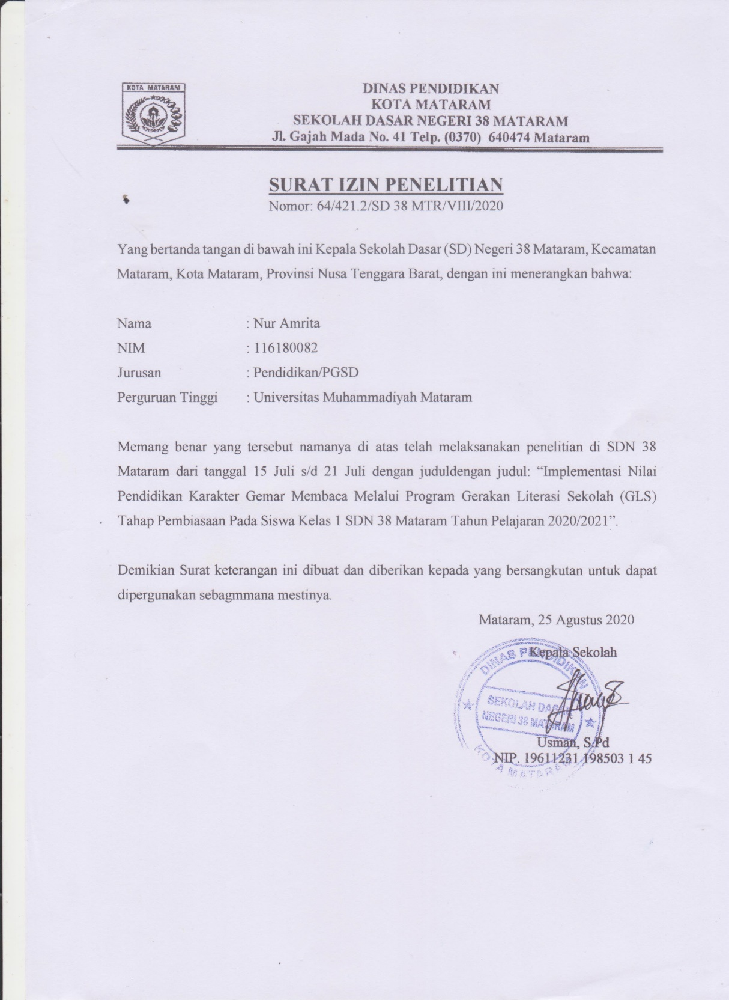 KOTA MATARAM
DINAS PENDIDIKAN
KOTA MATARAM
SEKOLAH DASAR NEGERI 38 MATARAM
Jl. Gajah Mada No. 41 Telp. (0370) 640474 Mataram
SURAT IZIN PENELITIAN
Nomor: 64/421.2/SD 38 MTR/VIII/2020
Yang bertanda tangan di bawah ini Kepala Sekolah Dasar (SD) Negeri 38 Mataram, Kecamatan
Mataram, Kota Mataram, Provinsi Nusa Tenggara Barat, dengan ini menerangkan bahwa:
Nama : Nur Amrita
NIM : 116180082
Jurusan : Pendidikan/PGSD
Perguruan Tinggi : Universitas Muhammadiyah Mataram
Memang benar yang tersebut namanya di atas telah melaksanakan penelitian di SDN 38
Mataram dari tanggal 15 Juli s/d 21 Juli dengan juduldengan judul: “Implementasi Nilai
Pendidikan Karakter Gemar Membaca Melalui Program Gerakan Literasi Sekolah (GLS)
Tahap Pembiasaan Pada Siswa Kelas 1 SDN 38 Mataram Tahun Pelajaran 2020/2021”.
Demikian Surat keterangan ini dibuat dan diberikan kepada yang bersangkutan untuk dapat
dipergunakan sebagmmana mestinya.
Mataram, 25 Agustus 2020
Kepala Sekolah
DINAS PENDIDIKAN
SEKOLAH DASAR
NEGERI 38 MATARAM
KOTA MATARAM
Usman, S.Pd
NIP. 19611231 198503 1 45